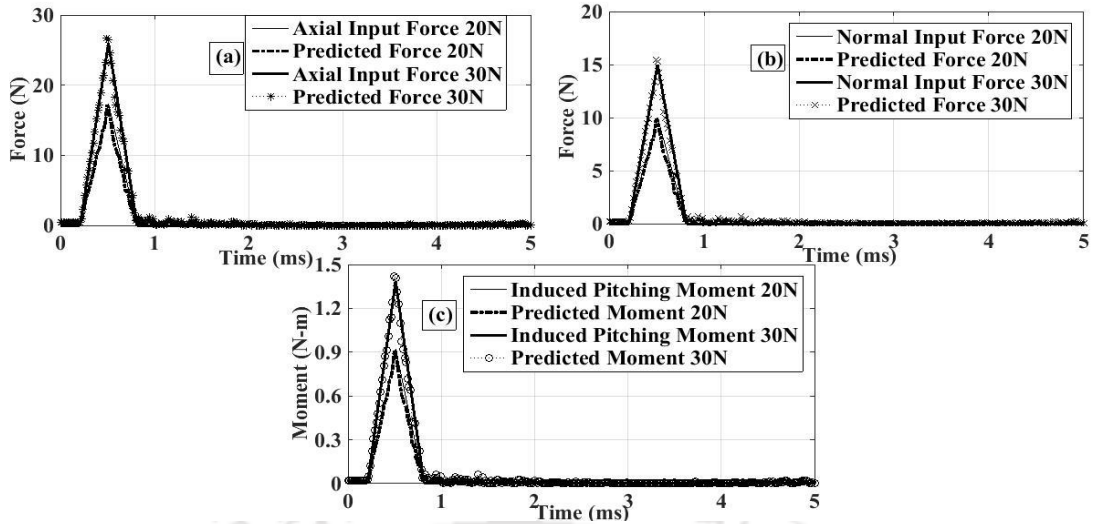 30
20
10
0
Force (N)
(a)
Axial Input Force 20N
Predicted Force 20N
Axial Input Force 30N
Predicted Force 30N
0 1 2 3 4 5
Time (ms)
20
15
10
5
0
Force (N)
(b)
Normal Input Force 20N
Predicted Force 20N
Normal Input Force 30N
Predicted Force 30N
0 1 2 3 4 5
Time (ms)
1.5
1.2
0.9
0.6
0.3
0
Moment (N-m)
(c)
Induced Pitching Moment 20N
Predicted Moment 20N
Induced Pitching Moment 30N
Predicted Moment 30N
0 1 2 3 4 5
Time (ms)